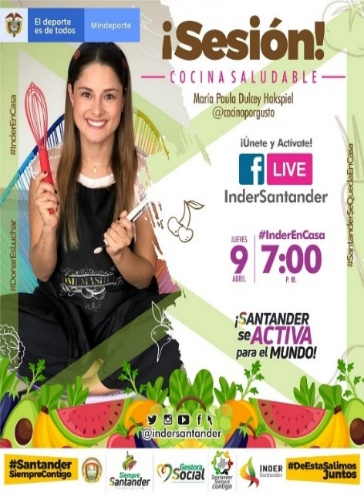 El deporte
es de todos
Mindeporte
¡Sesión!
COCINA SALUDABLE
María Paula Dulcey Hakspiel
@cocinoporgusto
¡Únete y Actívate!
f LIVE
InderSantander
#InderEnCasa
JUEVES
9
ABRIL
7:00
P. M.
¡SANTANDER
se ACTIVA
para el MUNDO!
#InderEnCasa
#DonarEsLuchar
#SantanderSeQuedaEnCasa
@indersantander
#Santander
SiempreContigo
Siempre
Santander
Gestora
Social
Santander
Siempre
contigo
INDER
SANTANDER
#DeEstaSalimos
Juntos